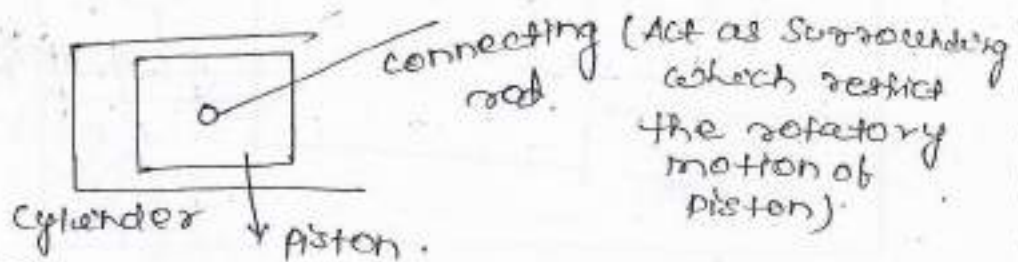 connecting (Act as Surrounding
rod. which restrict
the rotatory
motion of
piston).
Cylinder
piston.